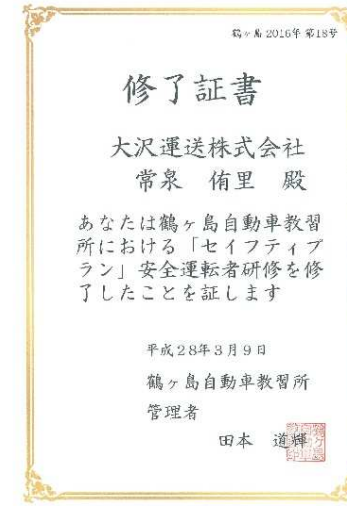 鶴ヶ島2016年第18号
修了証書
大沢運送株式会社
常泉 侑里 殿
あなたは鶴ヶ島自動車教習
所における「セイフティプ
ラン」安全運転者研修を修
了したことを証します
平成28年3月9日
鶴ヶ島自動車教習所
管理者
田本 道輝